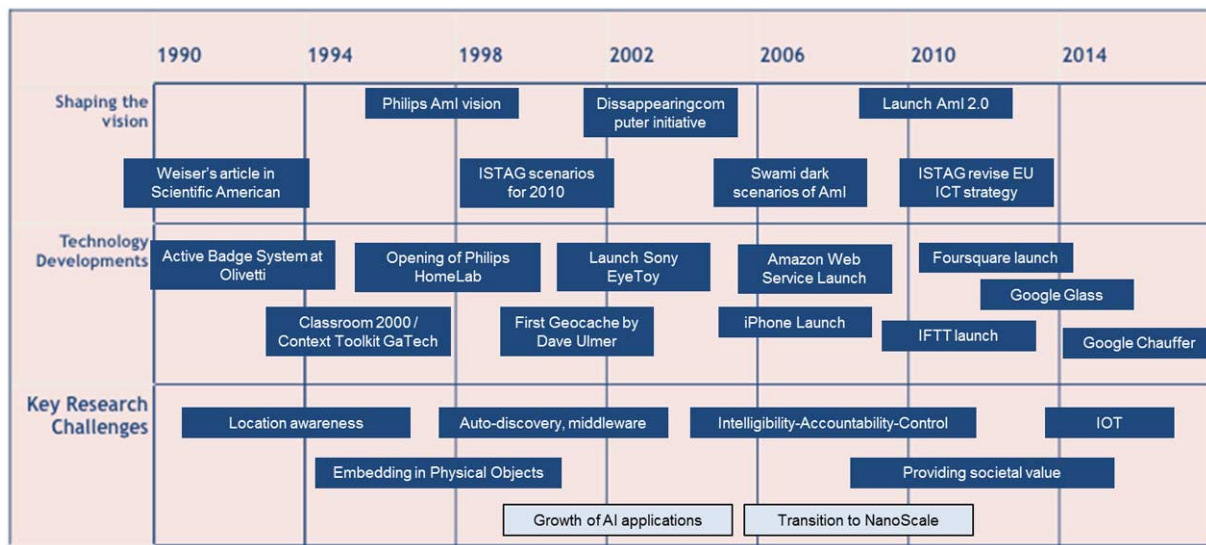 1990 1994 1998 2002 2006 2010 2014
Shaping the
vision
Philips AmI vision
Dissappearingcom
puter initiative
Launch AmI 2.0
Weiser's article in
Scientific American
ISTAG scenarios
for 2010
Swami dark
scenarios of AmI
ISTAG revise EU
ICT strategy
Technology
Developments
Active Badge System at
Olivetti
Opening of Philips
HomeLab
Launch Sony
EyeToy
Amazon Web
Service Launch
Foursquare launch
Google Glass
Classroom 2000 /
Context Toolkit GaTech
First Geocache by
Dave Ulmer
iPhone Launch
IFTT launch
Google Chauffer
Key Research
Challenges
Location awareness
Auto-discovery, middleware
Intelligibility-Accountability-Control
IOT
Embedding in Physical Objects
Providing societal value
Growth of AI applications
Transition to NanoScale